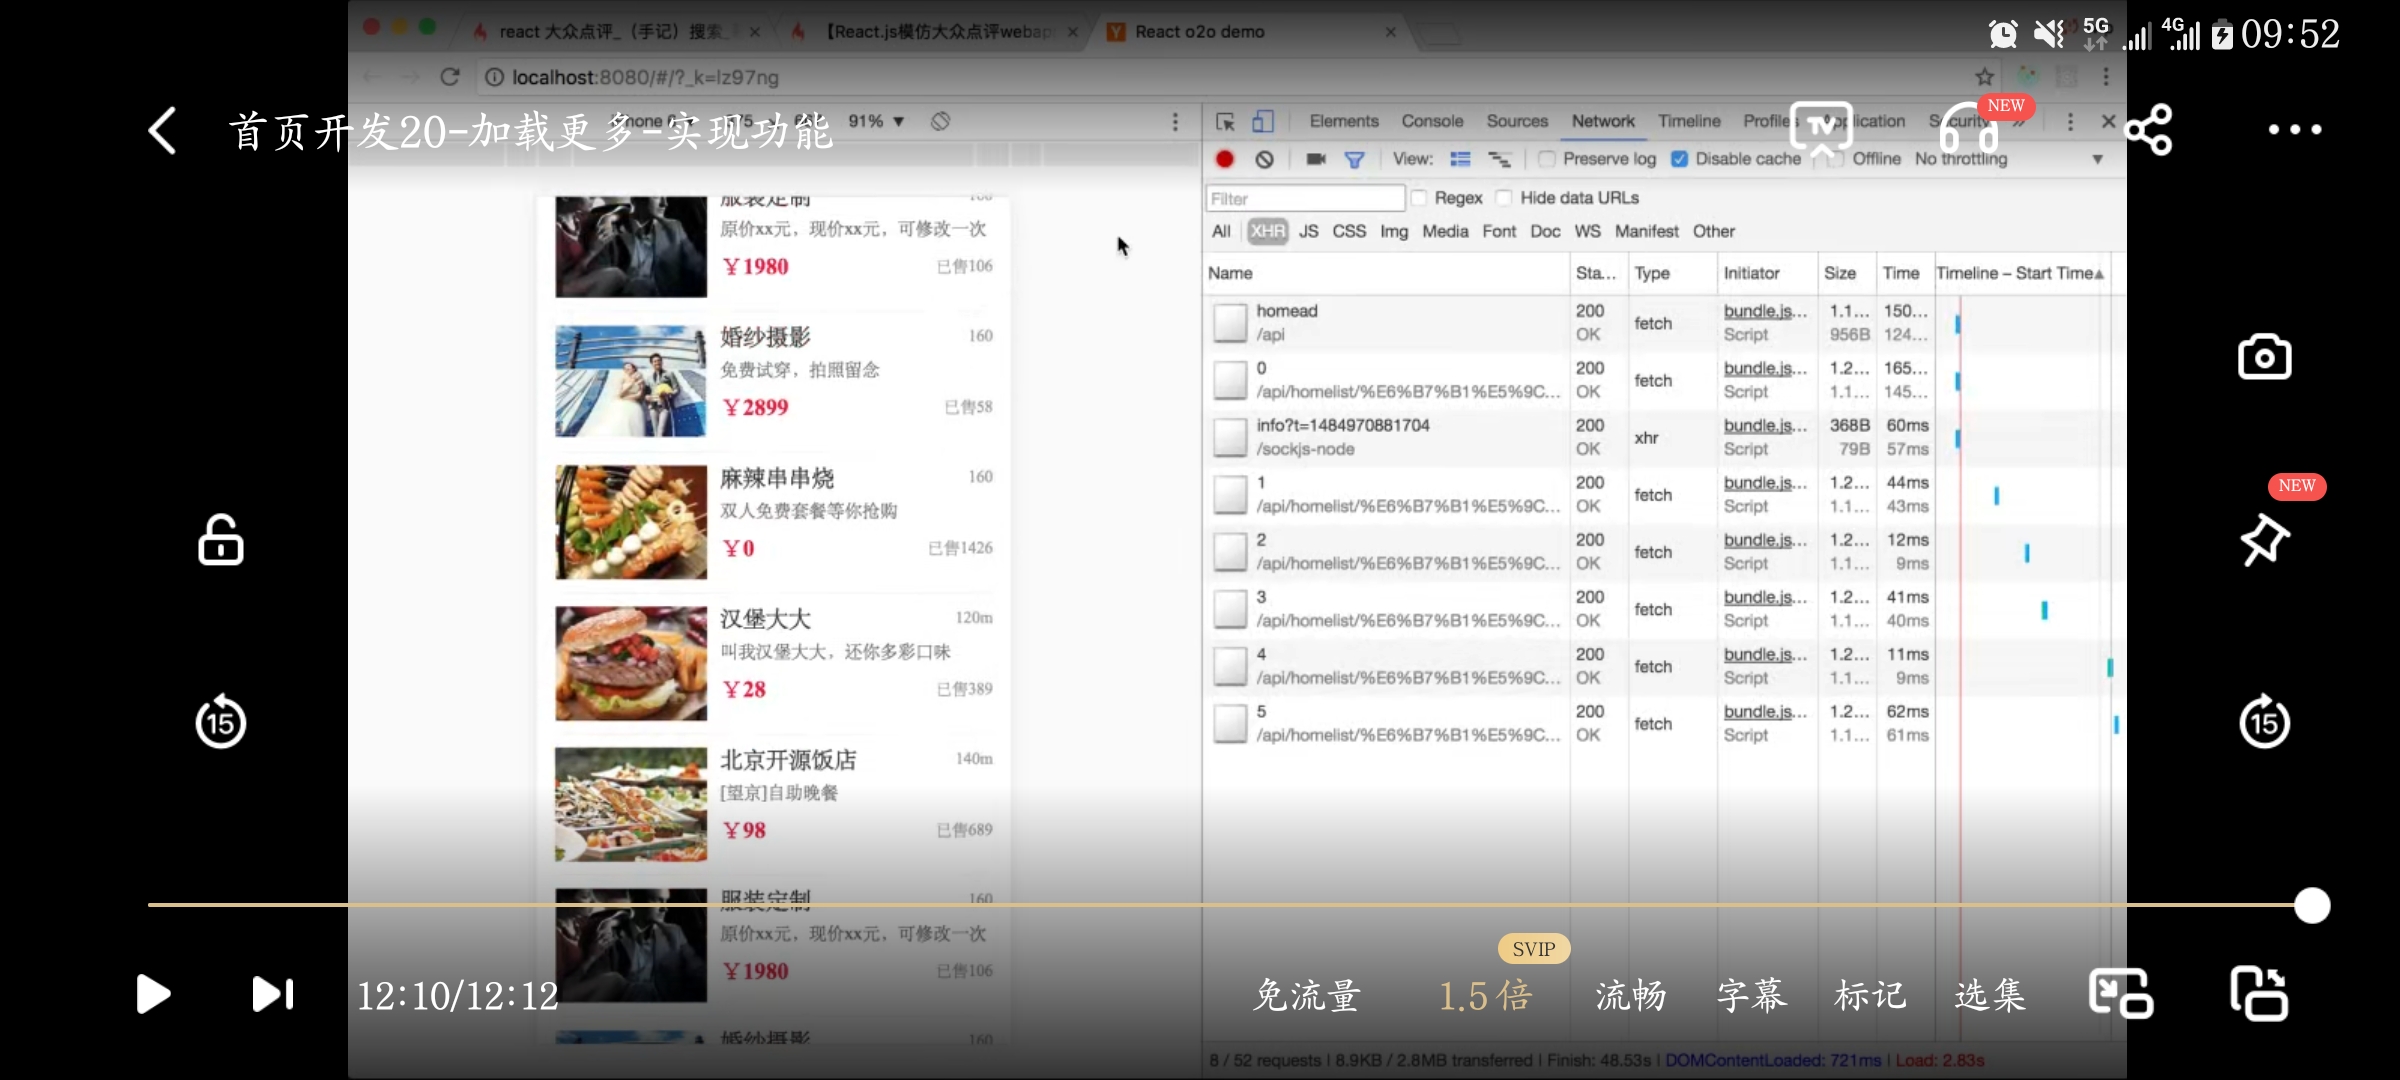 react 大众点评_（手记）搜索_
【React.js模仿大众点评webap
React o2o demo
5G
4G
09:52
localhost:8080/#/?_k=lz97ng
首页开发20-加载更多-实现功能
91% ▼
Elements Console Sources Network Timeline Profiles Application Security »
NEW
View: Preserve log Disable cache Offline No throttling ▼
Filter Regex Hide data URLs
All XHR JS CSS Img Media Font Doc WS Manifest Other
Name Sta... Type Initiator Size Time Timeline – Start Time▲
homead 200 fetch bundle.js... 1.1... 150...
/api OK Script 956B 124...
0 200 fetch bundle.js... 1.2... 165...
/api/homelist/%E6%B7%B1%E5%9C... OK Script 1.1... 145...
info?t=1484970881704 200 xhr bundle.js... 368B 60ms
/sockjs-node OK Script 79B 57ms
1 200 fetch bundle.js... 1.2... 44ms
/api/homelist/%E6%B7%B1%E5%9C... OK Script 1.1... 43ms
2 200 fetch bundle.js... 1.2... 12ms
/api/homelist/%E6%B7%B1%E5%9C... OK Script 1.1... 9ms
3 200 fetch bundle.js... 1.2... 41ms
/api/homelist/%E6%B7%B1%E5%9C... OK Script 1.1... 40ms
4 200 fetch bundle.js... 1.2... 11ms
/api/homelist/%E6%B7%B1%E5%9C... OK Script 1.1... 9ms
5 200 fetch bundle.js... 1.2... 62ms
/api/homelist/%E6%B7%B1%E5%9C... OK Script 1.1... 61ms
服装定制 160
原价xx元，现价xx元，可修改一次
￥1980 已售106
婚纱摄影 160
免费试穿，拍照留念
￥2899 已售58
麻辣串串烧 160
双人免费套餐等你抢购
￥0 已售1426
汉堡大大 120m
叫我汉堡大大，还你多彩口味
￥28 已售389
北京开源饭店 140m
[望京]自助晚餐
￥98 已售689
服装定制 160
原价xx元，现价xx元，可修改一次
￥1980 已售106
婚纱摄影 160
TV
NEW
15
15
SVIP
12:10/12:12 免流量 1.5倍 流畅 字幕 标记 选集
8 / 52 requests | 8.9KB / 2.8MB transferred | Finish: 48.53s | DOMContentLoaded: 721ms | Load: 2.83s